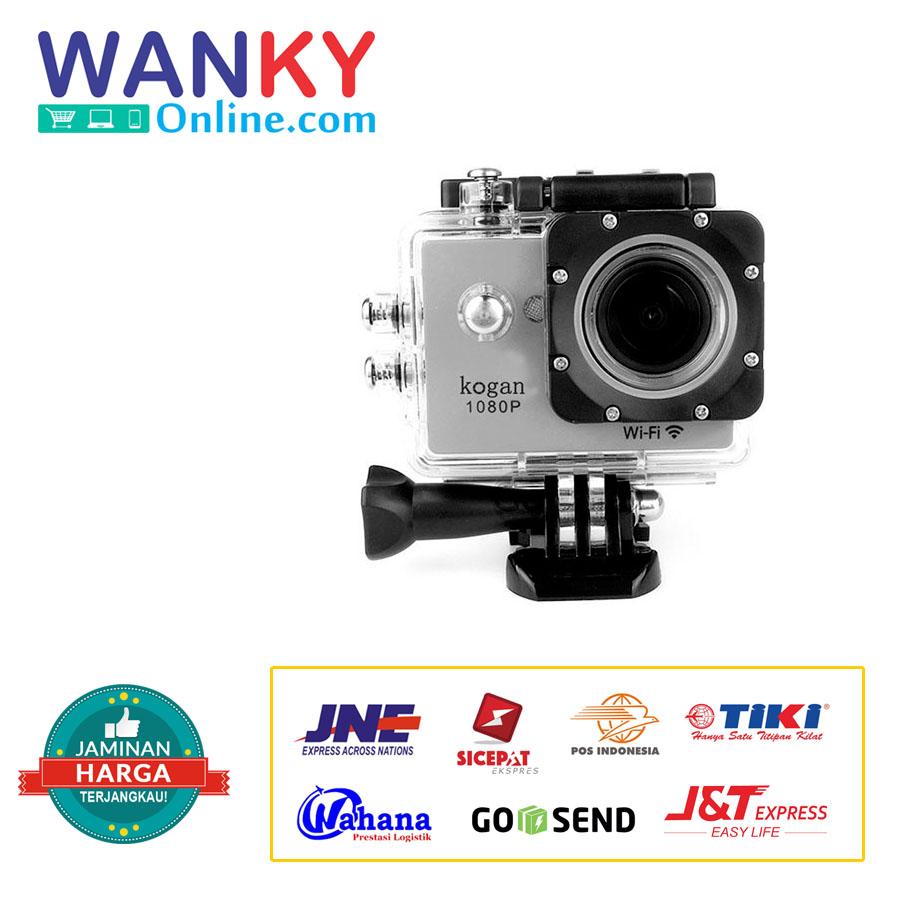 WANKY
Online.com
kogan
1080P
Wi-Fi
JAMINAN
HARGA
TERJANGKAU!
JNE
EXPRESS ACROSS NATIONS
SICEPAT
EKSPRES
POS INDONESIA
TIKI
Hanya Satu Titipan Kilat
Wahana
Prestasi Logistik
GO SEND
J&T EXPRESS
EASY LIFE